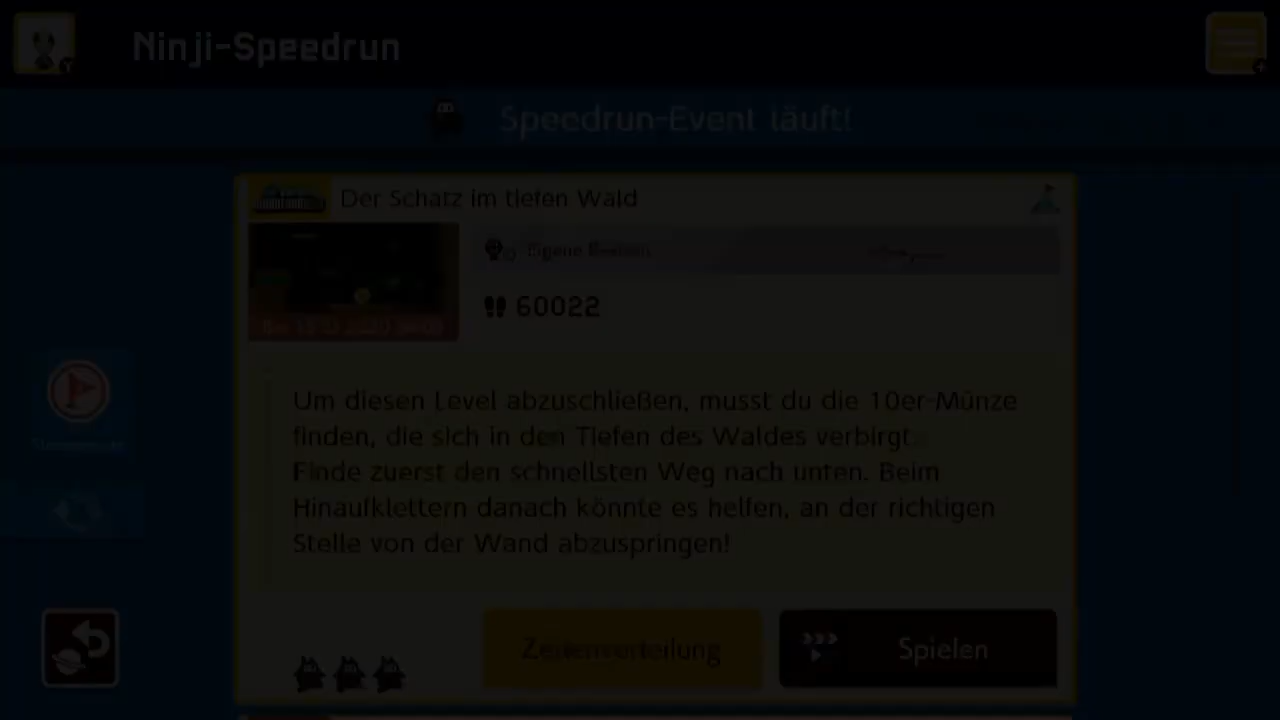 Ninji-Speedrun
Speedrun-Event läuft!
Der Schatz im tiefen Wald
Eigene
60022
Um diesen Level abzuschließen, musst du die 10er-Münze
finden, die sich in den Tiefen des Waldes verbirgt.
Finde zuerst den schnellsten Weg nach unten. Beim
Hinaufklettern danach könnte es helfen, an der richtigen
Stelle von der Wand abzuspringen!
Zeitenverteilung
Spielen